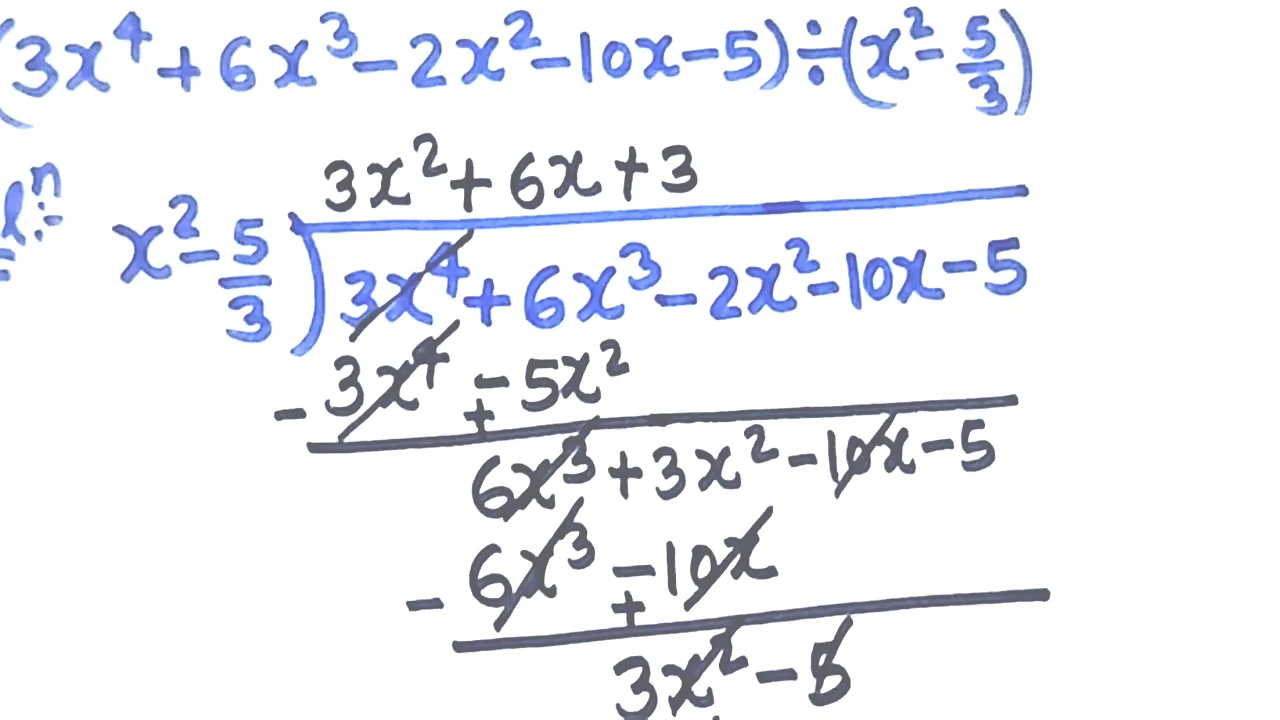 (3x⁴ + 6x³ - 2x² - 10x - 5) ÷ (x² - 5/3)
lⁿ:
3x² + 6x + 3
x² - 5/3 ) 3x⁴ + 6x³ - 2x² - 10x - 5
- 3x⁴ - 5x²
+
6x³ + 3x² - 10x - 5
- 6x³ - 10x
+
3x² - 5